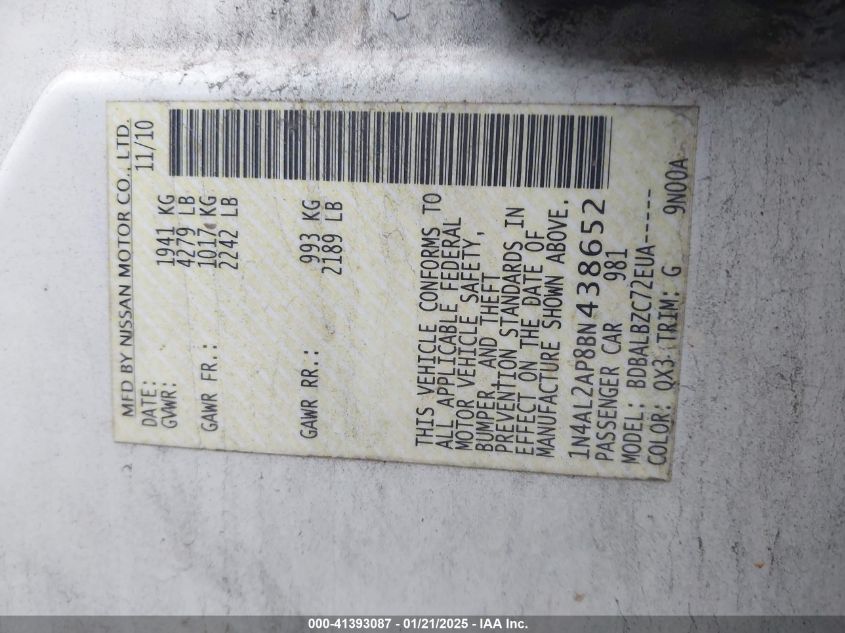 MFD BY NISSAN MOTOR CO., LTD.
DATE: 11/10
GVWR: 1941 KG
4279 LB
GAWR FR.: 1017 KG
2242 LB
GAWR RR.: 993 KG
2189 LB
THIS VEHICLE CONFORMS TO
ALL APPLICABLE FEDERAL
MOTOR VEHICLE SAFETY,
BUMPER AND THEFT
PREVENTION STANDARDS IN
EFFECT ON THE DATE OF
MANUFACTURE SHOWN ABOVE.
1N4AL2AP8BN438652
PASSENGER CAR 981
MODEL: BDBALBZC72EUA-----
COLOR: QX3 TRIM: G 9N00A
000-41393087 - 01/21/2025 - IAA Inc.